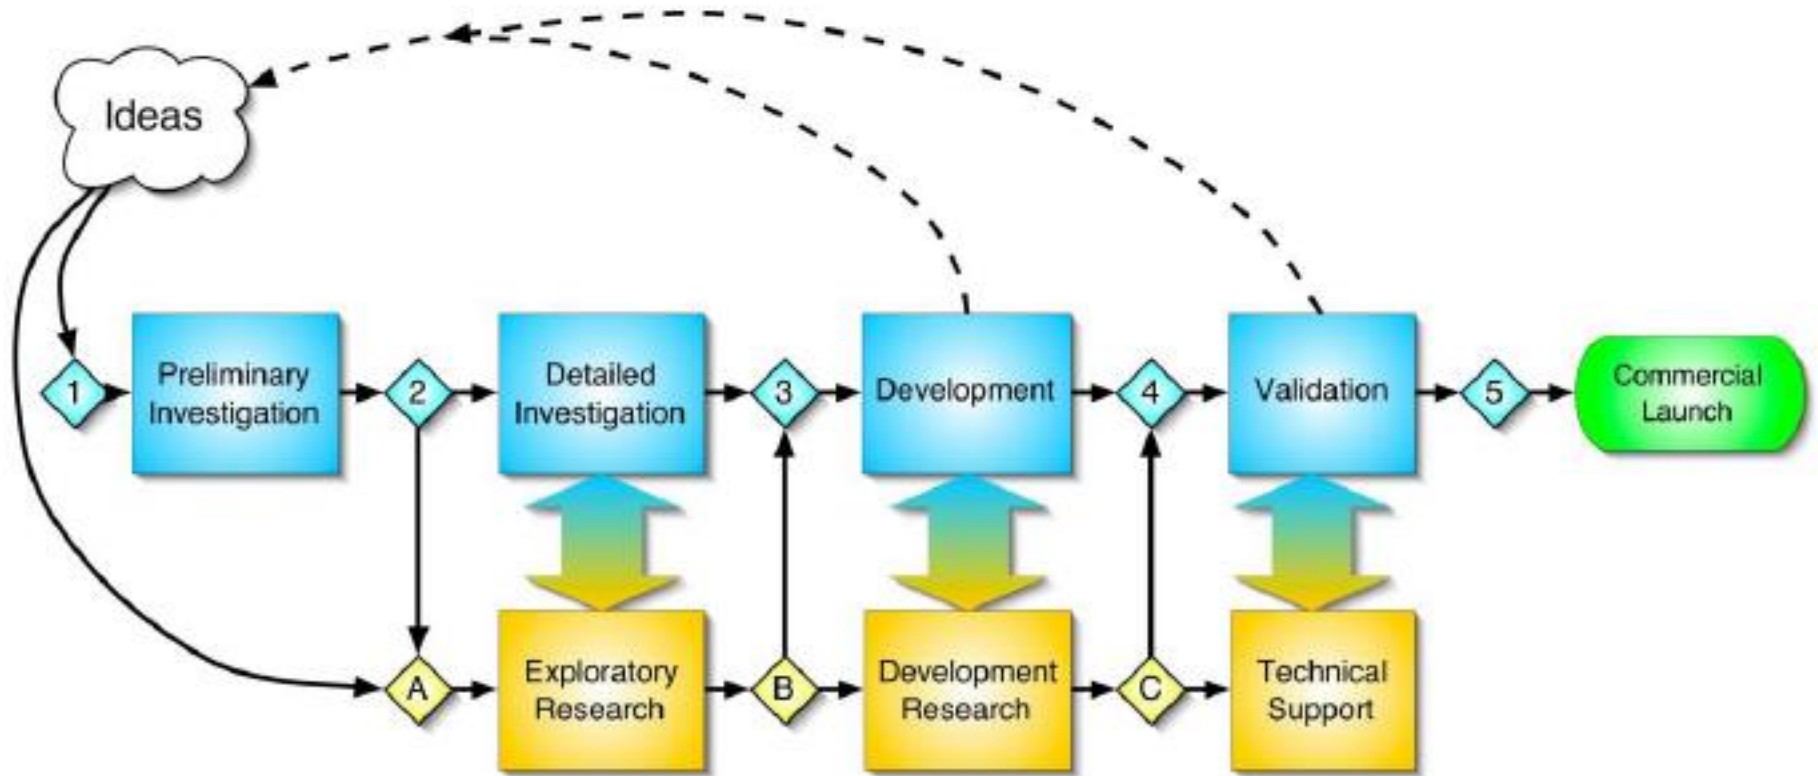 Ideas
1
Preliminary
Investigation
2
Detailed
Investigation
3
Development
4
Validation
5
Commercial
Launch
A
Exploratory
Research
B
Development
Research
C
Technical
Support